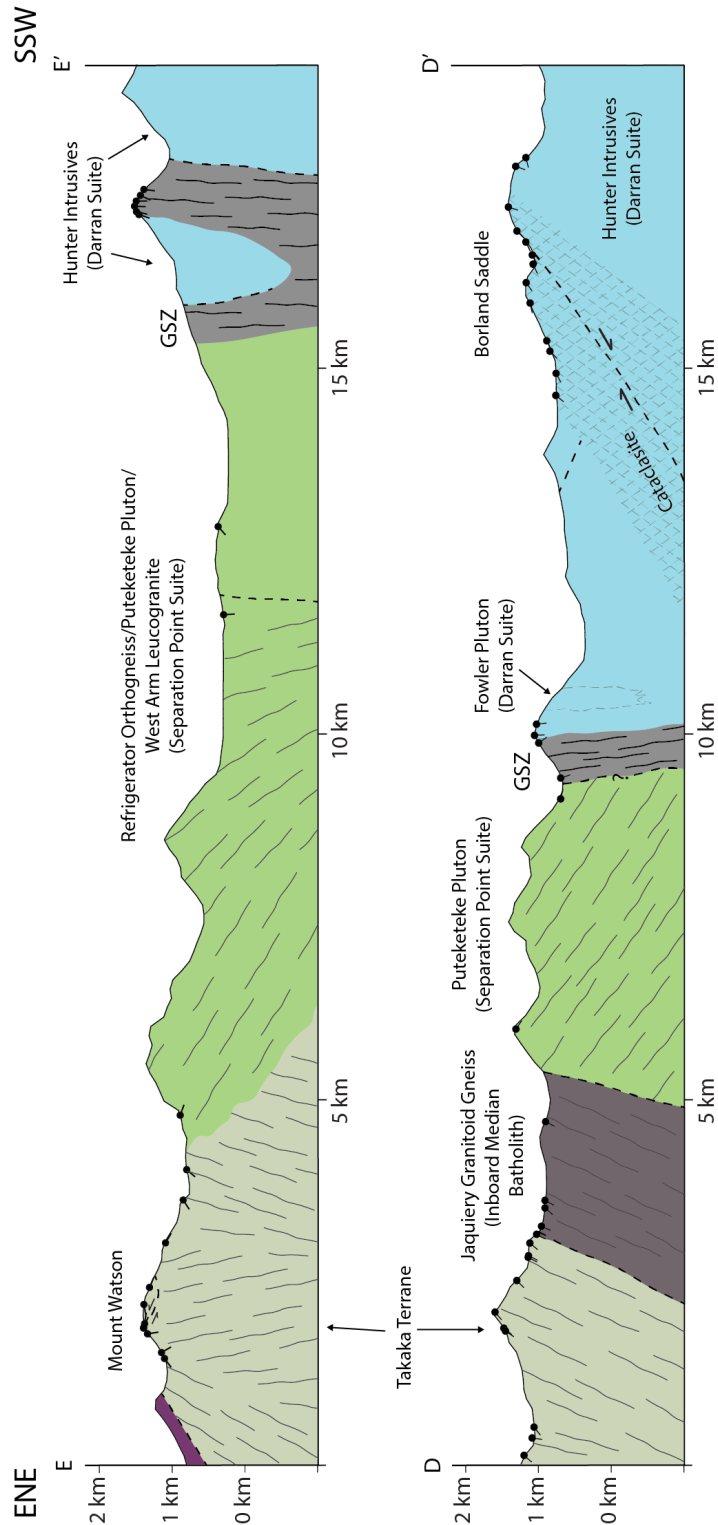 ENE
SSW
E
E'
2 km
1 km
0 km
Mount Watson
Refrigerator Orthogneiss/Puteketeke Pluton/
West Arm Leucogranite
(Separation Point Suite)
GSZ
Hunter Intrusives
(Darran Suite)
5 km
10 km
15 km
Takaka Terrane
D
D'
2 km
1 km
0 km
Jaquiery Granitoid Gneiss
(Inboard Median
Batholith)
Puteketeke Pluton
(Separation Point Suite)
GSZ
?
Fowler Pluton
(Darran Suite)
Cataclasite
Borland Saddle
Hunter Intrusives
(Darran Suite)
5 km
10 km
15 km